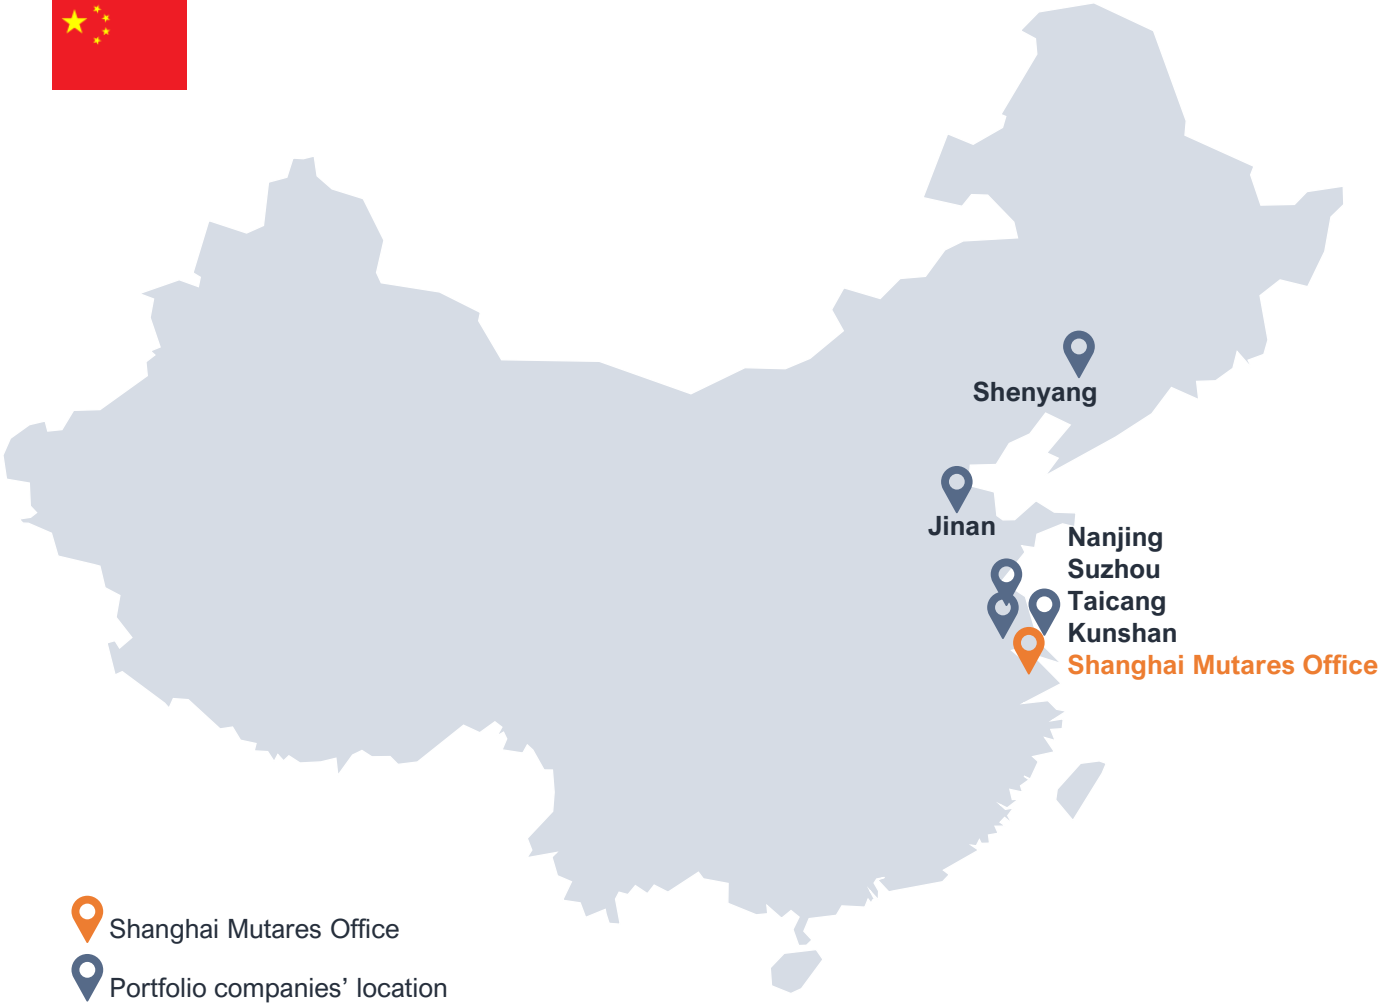 Shenyang
Jinan
Nanjing
Suzhou
Taicang
Kunshan
Shanghai Mutares Office
Shanghai Mutares Office
Portfolio companies’ location